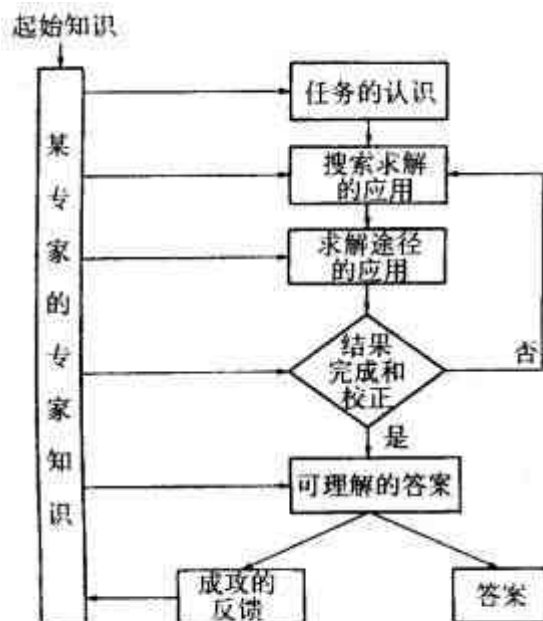 起始知识
某专家的专家知识
任务的认识
搜索求解
的应用
求解途径
的应用
结果
完成和
校正
否
是
可理解的答案
成攻的
反馈
答案